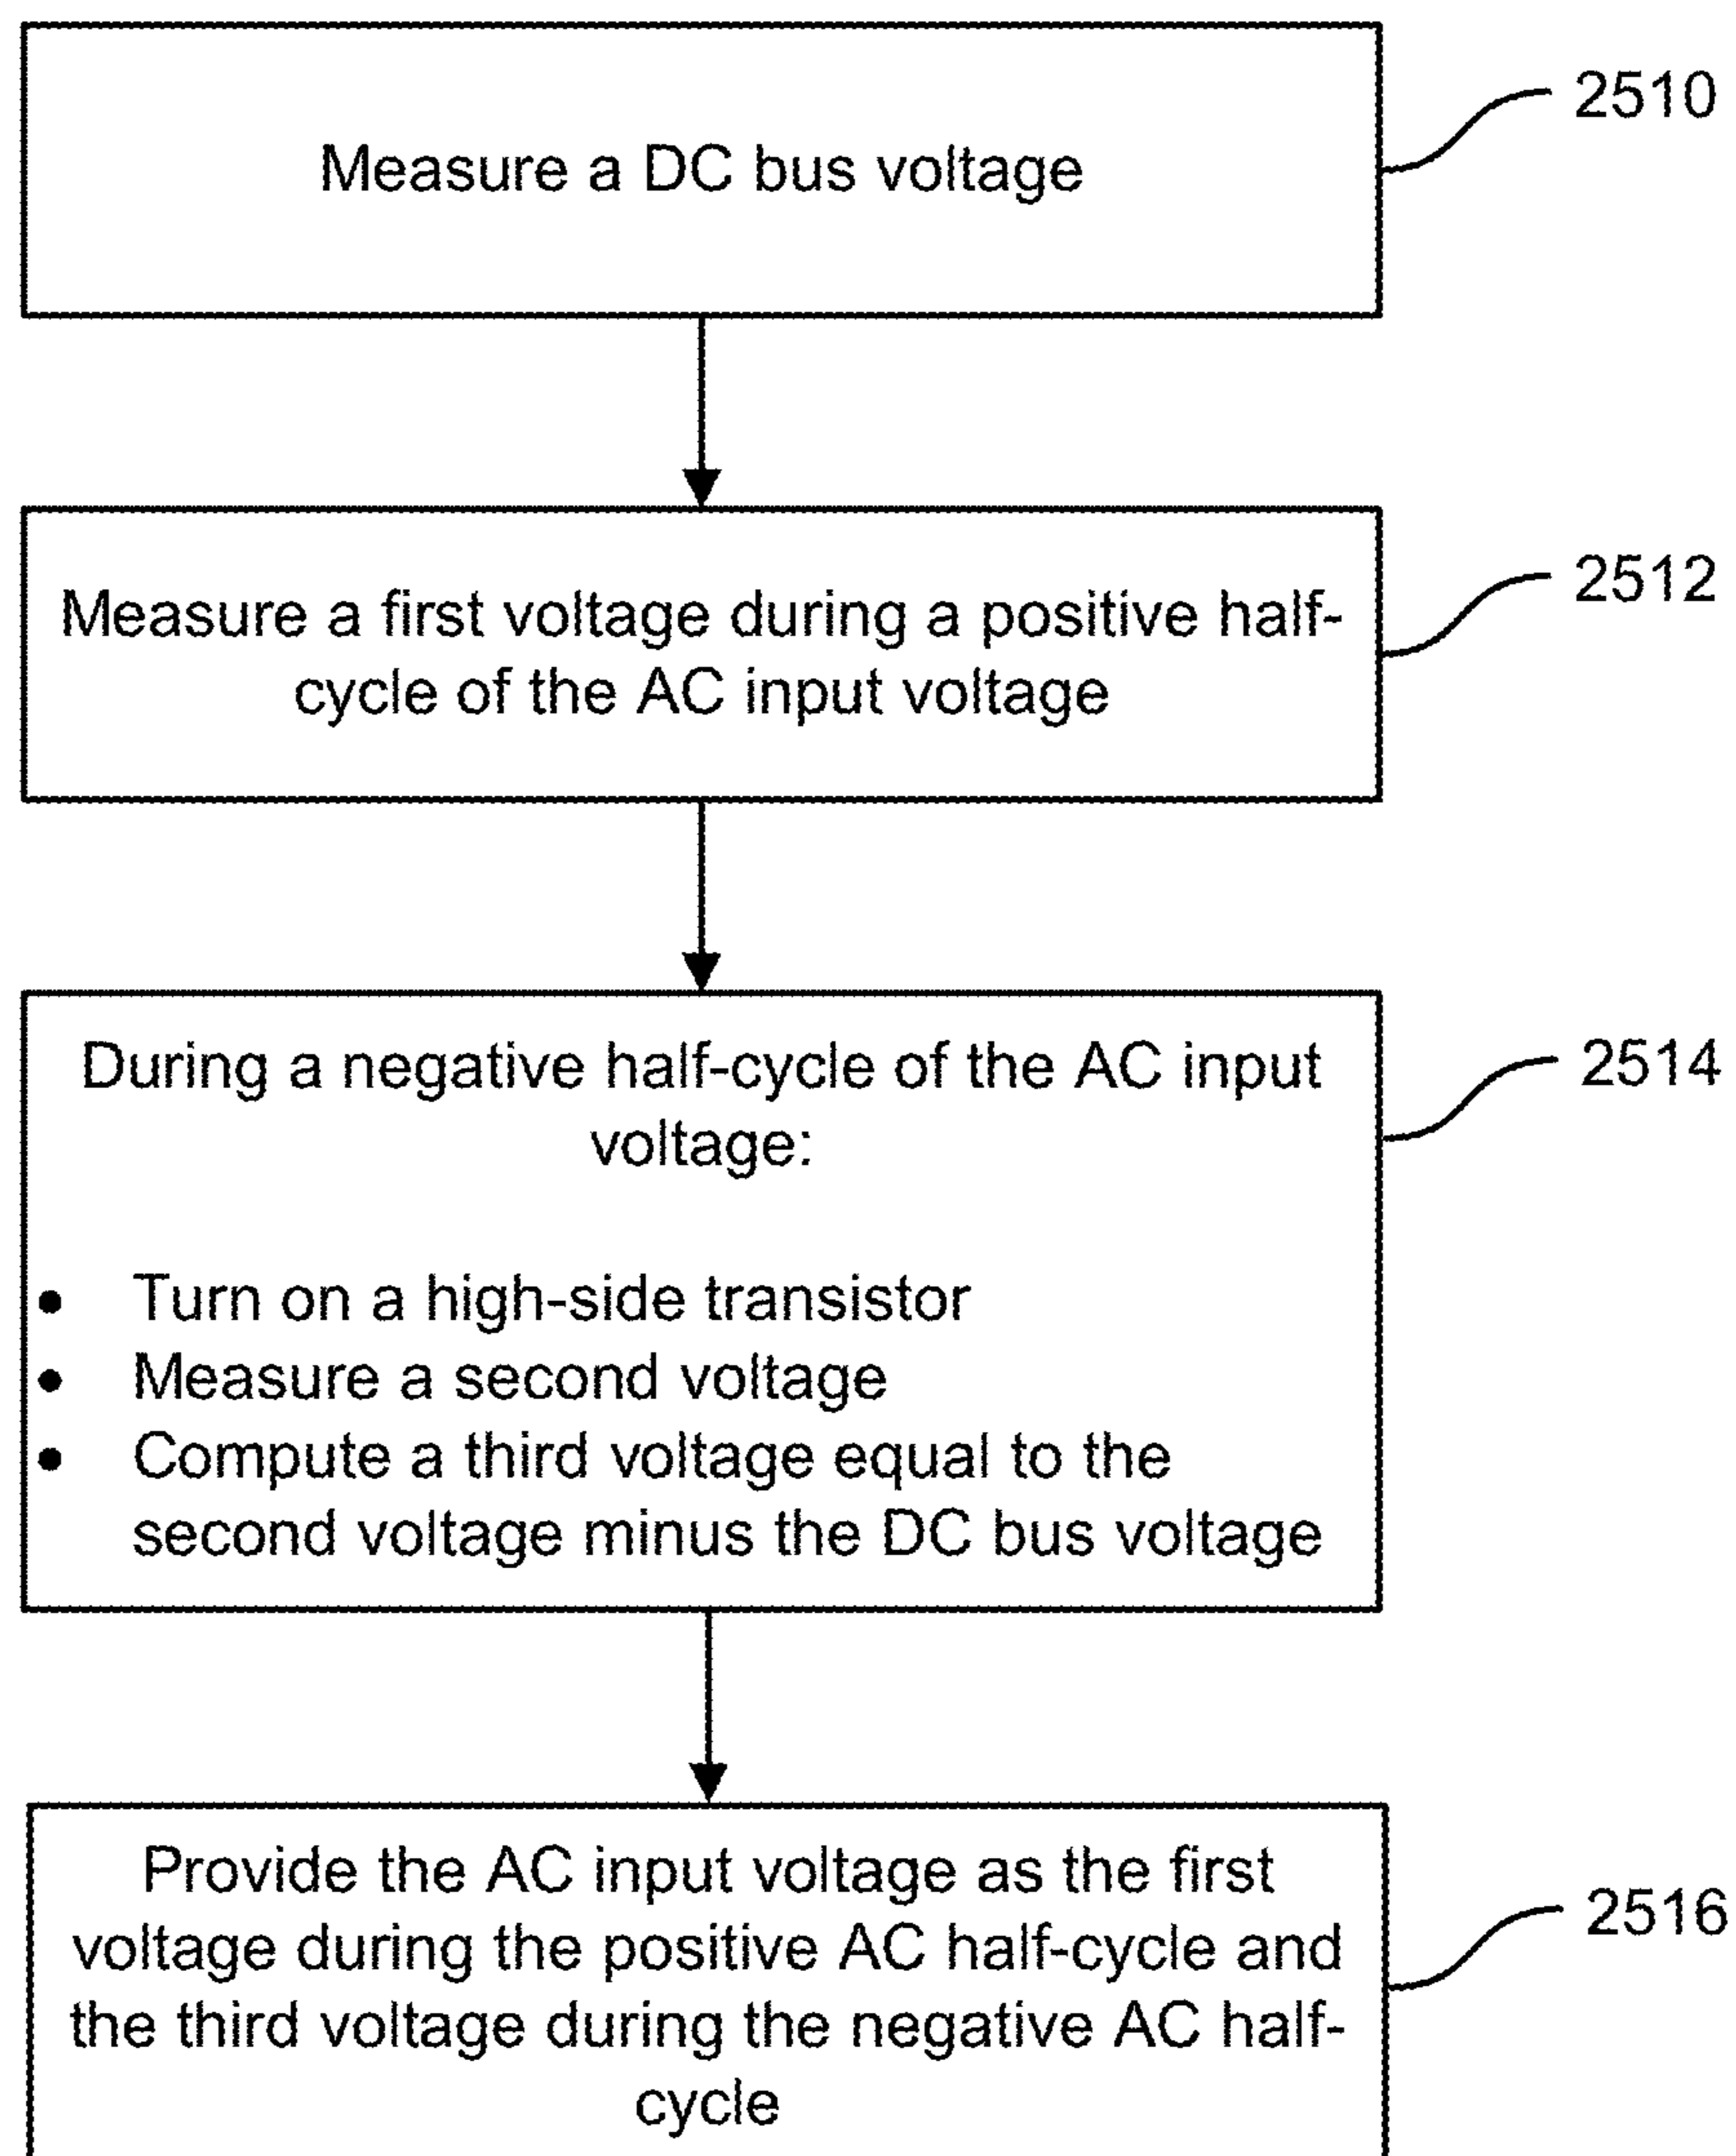 Measure a DC bus voltage
2510
Measure a first voltage during a positive half-
cycle of the AC input voltage
2512
During a negative half-cycle of the AC input
voltage:
• Turn on a high-side transistor
• Measure a second voltage
• Compute a third voltage equal to the
second voltage minus the DC bus voltage
2514
Provide the AC input voltage as the first
voltage during the positive AC half-cycle and
the third voltage during the negative AC half-
cycle
2516